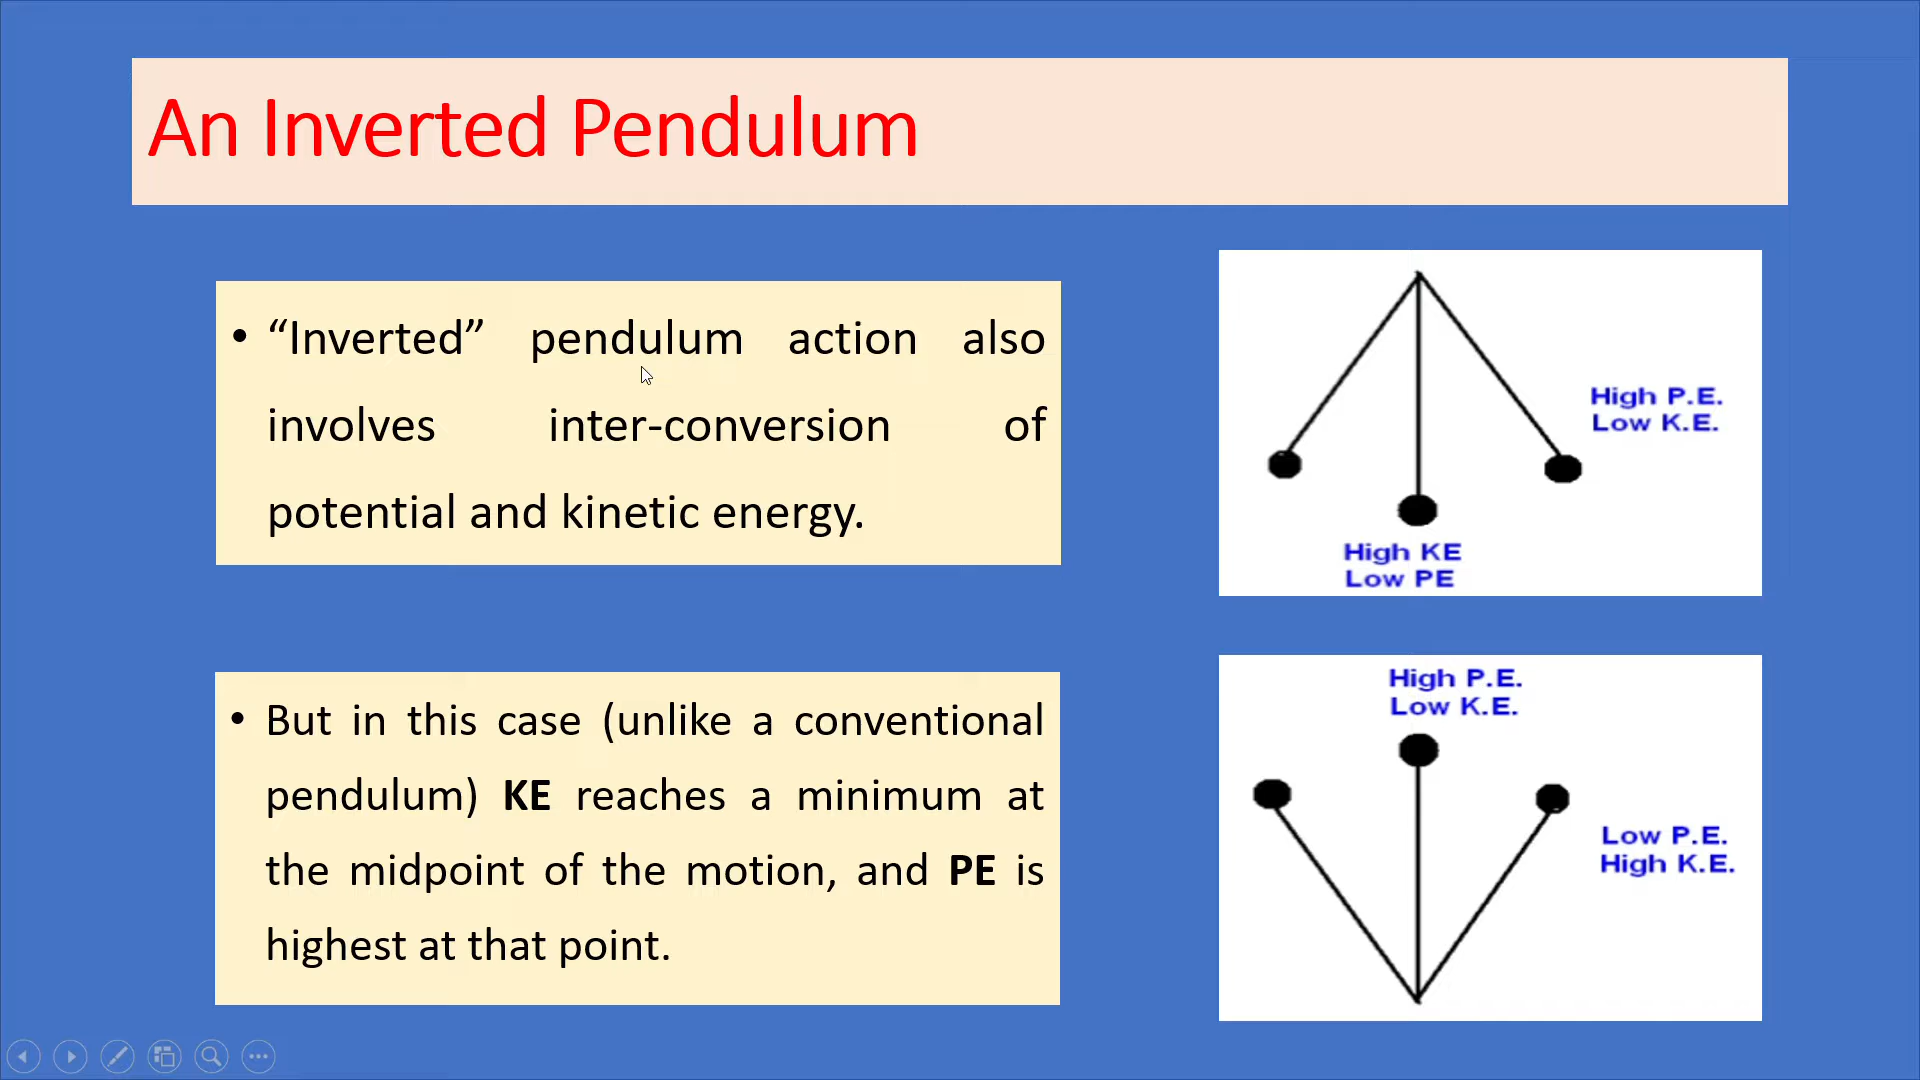 An Inverted Pendulum
• “Inverted” pendulum action also
involves inter-conversion of
potential and kinetic energy.
High P.E.
Low K.E.
High KE
Low PE
• But in this case (unlike a conventional
pendulum) KE reaches a minimum at
the midpoint of the motion, and PE is
highest at that point.
High P.E.
Low K.E.
Low P.E.
High K.E.